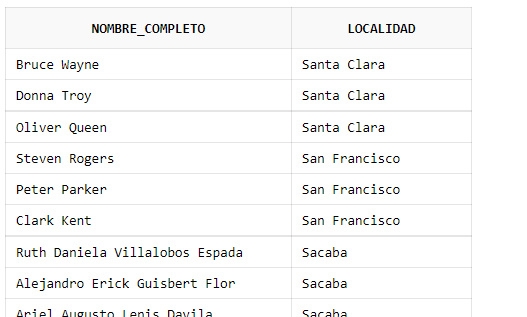 NOMBRE_COMPLETO LOCALIDAD
Bruce Wayne Santa Clara
Donna Troy Santa Clara
Oliver Queen Santa Clara
Steven Rogers San Francisco
Peter Parker San Francisco
Clark Kent San Francisco
Ruth Daniela Villalobos Espada Sacaba
Alejandro Erick Guisbert Flor Sacaba
Ariel Augusto Lenis Davila Sacaba